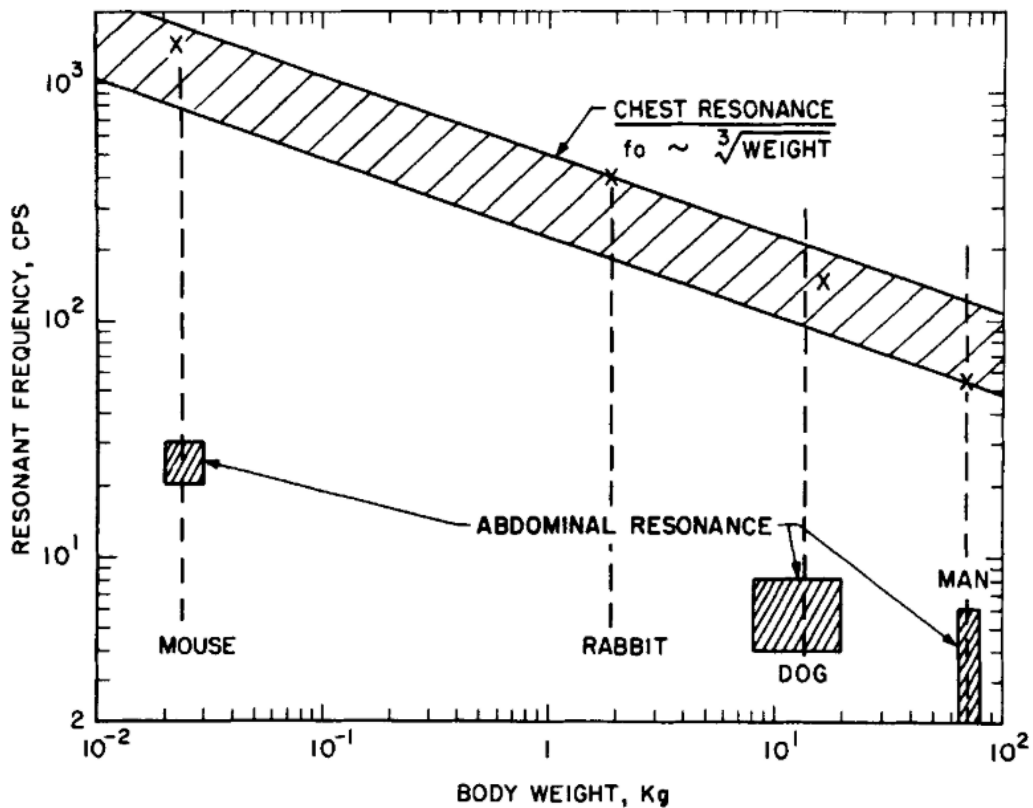 10³
10²
10¹
2
RESONANT FREQUENCY, CPS
CHEST RESONANCE
fo ~ ∛WEIGHT
ABDOMINAL RESONANCE
MOUSE
RABBIT
DOG
MAN
10⁻²
10⁻¹
1
10¹
10²
BODY WEIGHT, Kg